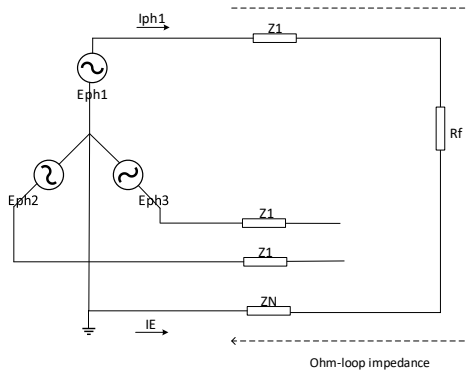 Iph1
Z1
Eph1
Rf
Eph2
Eph3
Z1
Z1
ZN
IE
Ohm-loop impedance